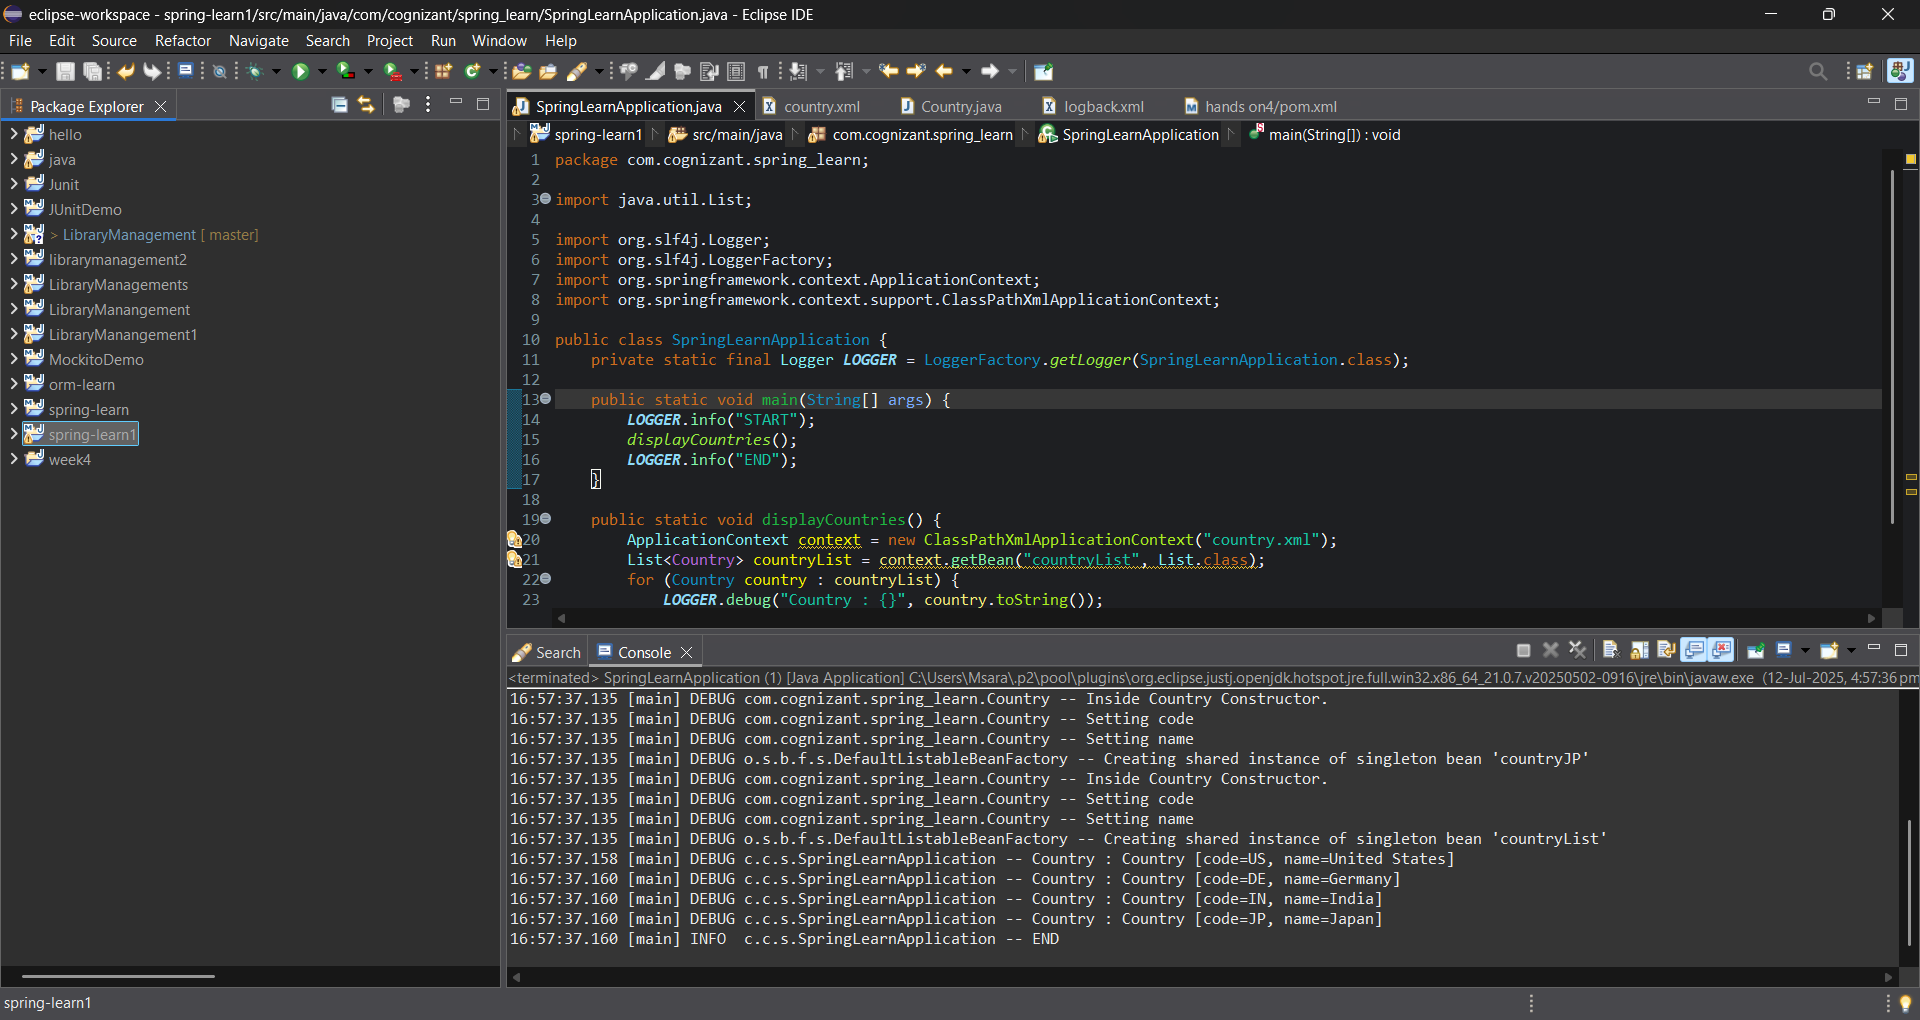 eclipse-workspace - spring-learn1/src/main/java/com/cognizant/spring_learn/SpringLearnApplication.java - Eclipse IDE
File Edit Source Refactor Navigate Search Project Run Window Help
Package Explorer
hello
java
Junit
JUnitDemo
> LibraryManagement [ master]
librarymanagement2
LibraryManagements
LibraryManangement
LibraryManangement1
MockitoDemo
orm-learn
spring-learn
spring-learn1
week4
SpringLearnApplication.java country.xml Country.java logback.xml hands on4/pom.xml
spring-learn1 src/main/java com.cognizant.spring_learn SpringLearnApplication main(String[]) : void
1 package com.cognizant.spring_learn;
2
3 import java.util.List;
4
5 import org.slf4j.Logger;
6 import org.slf4j.LoggerFactory;
7 import org.springframework.context.ApplicationContext;
8 import org.springframework.context.support.ClassPathXmlApplicationContext;
9
10 public class SpringLearnApplication {
11 private static final Logger LOGGER = LoggerFactory.getLogger(SpringLearnApplication.class);
12
13 public static void main(String[] args) {
14 LOGGER.info("START");
15 displayCountries();
16 LOGGER.info("END");
17 }
18
19 public static void displayCountries() {
20 ApplicationContext context = new ClassPathXmlApplicationContext("country.xml");
21 List<Country> countryList = context.getBean("countryList", List.class);
22 for (Country country : countryList) {
23 LOGGER.debug("Country : {}", country.toString());
Search Console
<terminated> SpringLearnApplication (1) [Java Application] C:\Users\Msara\.p2\pool\plugins\org.eclipse.justj.openjdk.hotspot.jre.full.win32.x86_64_21.0.7.v20250502-0916\jre\bin\javaw.exe (12-Jul-2025, 4:57:36 pm
16:57:37.135 [main] DEBUG com.cognizant.spring_learn.Country -- Inside Country Constructor.
16:57:37.135 [main] DEBUG com.cognizant.spring_learn.Country -- Setting code
16:57:37.135 [main] DEBUG com.cognizant.spring_learn.Country -- Setting name
16:57:37.135 [main] DEBUG o.s.b.f.s.DefaultListableBeanFactory -- Creating shared instance of singleton bean 'countryJP'
16:57:37.135 [main] DEBUG com.cognizant.spring_learn.Country -- Inside Country Constructor.
16:57:37.135 [main] DEBUG com.cognizant.spring_learn.Country -- Setting code
16:57:37.135 [main] DEBUG com.cognizant.spring_learn.Country -- Setting name
16:57:37.135 [main] DEBUG o.s.b.f.s.DefaultListableBeanFactory -- Creating shared instance of singleton bean 'countryList'
16:57:37.158 [main] DEBUG c.c.s.SpringLearnApplication -- Country : Country [code=US, name=United States]
16:57:37.160 [main] DEBUG c.c.s.SpringLearnApplication -- Country : Country [code=DE, name=Germany]
16:57:37.160 [main] DEBUG c.c.s.SpringLearnApplication -- Country : Country [code=IN, name=India]
16:57:37.160 [main] DEBUG c.c.s.SpringLearnApplication -- Country : Country [code=JP, name=Japan]
16:57:37.160 [main] INFO c.c.s.SpringLearnApplication -- END
spring-learn1